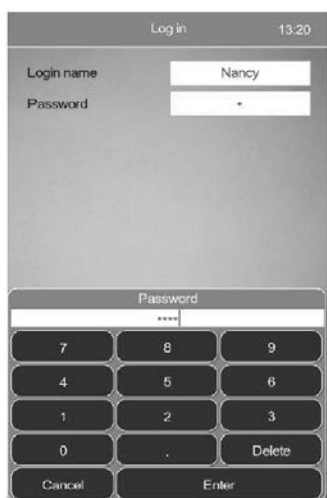 Log in 13:20
Login name Nancy
Password *
Password
****
7 8 9
4 5 6
1 2 3
0 . Delete
Cancel Enter